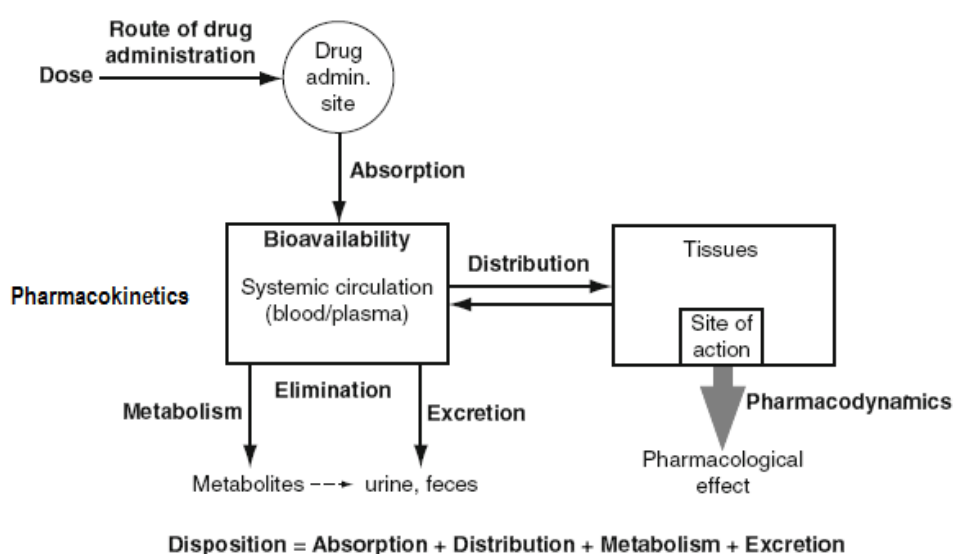 Route of drug
administration
Dose
Drug
admin.
site
Absorption
Bioavailability
Systemic circulation
(blood/plasma)
Distribution
Tissues
Site of
action
Pharmacokinetics
Elimination
Metabolism
Excretion
Pharmacodynamics
Metabolites
urine, feces
Pharmacological
effect
Disposition = Absorption + Distribution + Metabolism + Excretion